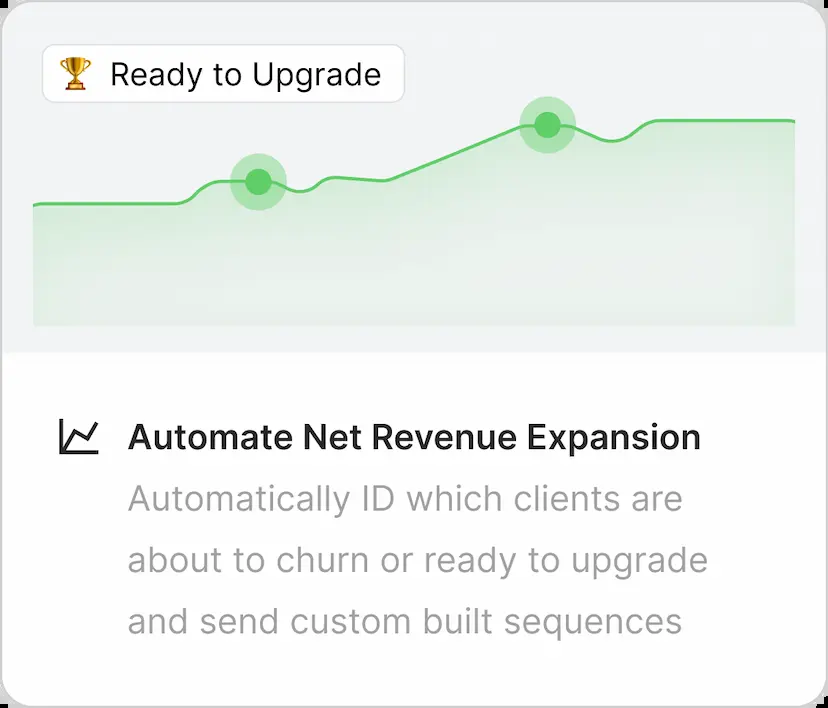 🏆 Ready to Upgrade
Automate Net Revenue Expansion
Automatically ID which clients are
about to churn or ready to upgrade
and send custom built sequences